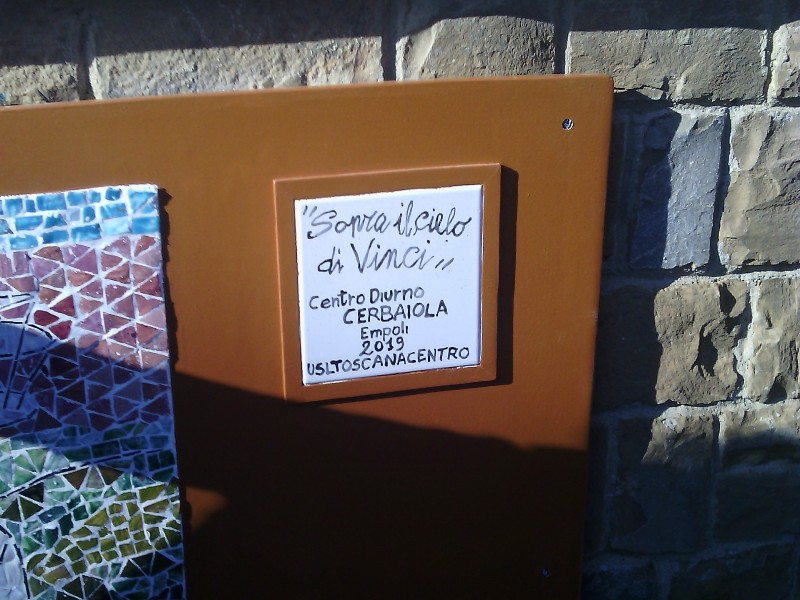 "Sopra il cielo
di Vinci"
Centro Diurno
CERBAIOLA
Empoli
2019
USLTOSCANACENTRO